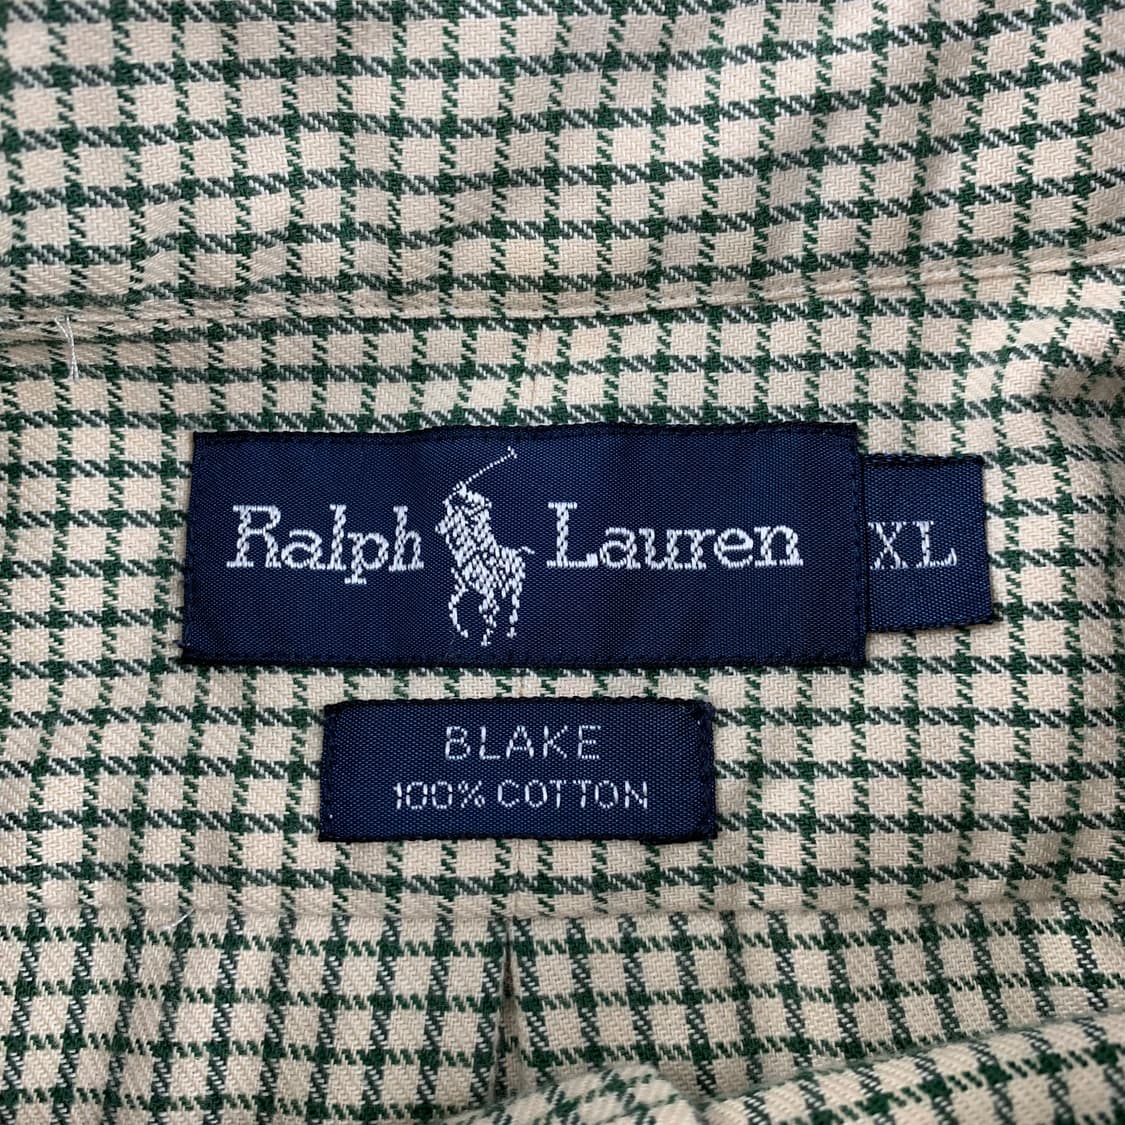 Ralph Lauren XL
BLAKE
100% COTTON